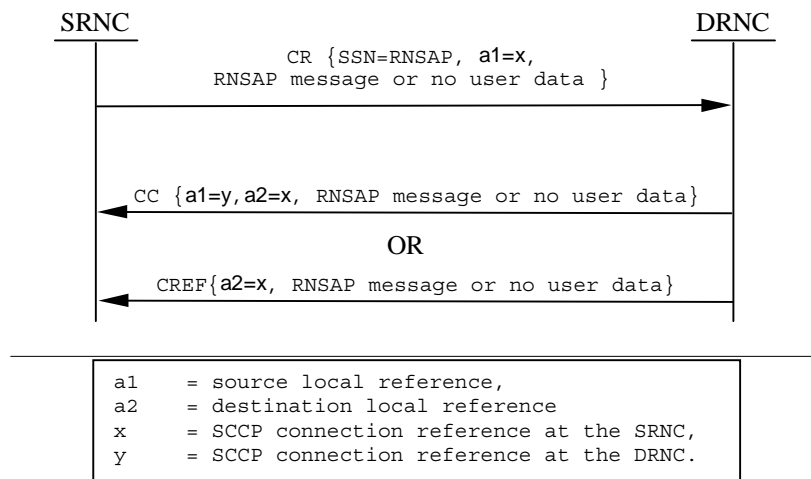 SRNC DRNC
CR {SSN=RNSAP, a1=x,
RNSAP message or no user data }
CC {a1=y,a2=x, RNSAP message or no user data}
OR
CREF{a2=x, RNSAP message or no user data}
a1 = source local reference,
a2 = destination local reference
x = SCCP connection reference at the SRNC,
y = SCCP connection reference at the DRNC.